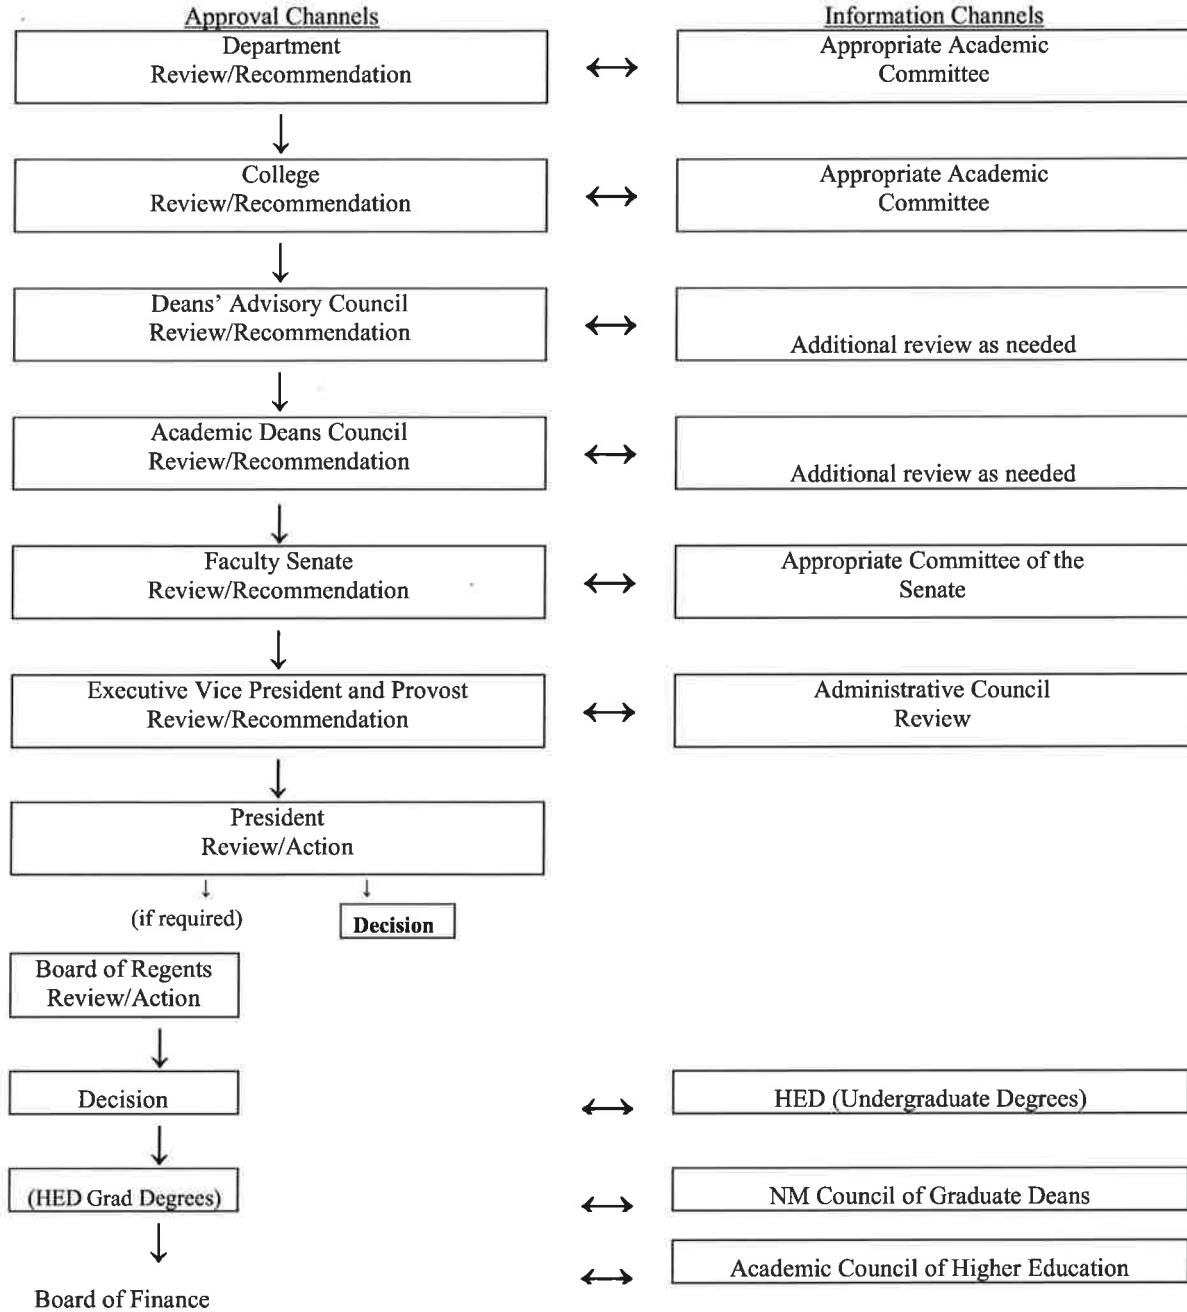 Approval Channels
Information Channels
Department
Review/Recommendation
Appropriate Academic
Committee
College
Review/Recommendation
Appropriate Academic
Committee
Deans’ Advisory Council
Review/Recommendation
Additional review as needed
Academic Deans Council
Review/Recommendation
Additional review as needed
Faculty Senate
Review/Recommendation
Appropriate Committee of the
Senate
Executive Vice President and Provost
Review/Recommendation
Administrative Council
Review
President
Review/Action
(if required)
Decision
Board of Regents
Review/Action
Decision
HED (Undergraduate Degrees)
(HED Grad Degrees)
NM Council of Graduate Deans
Academic Council of Higher Education
Board of Finance